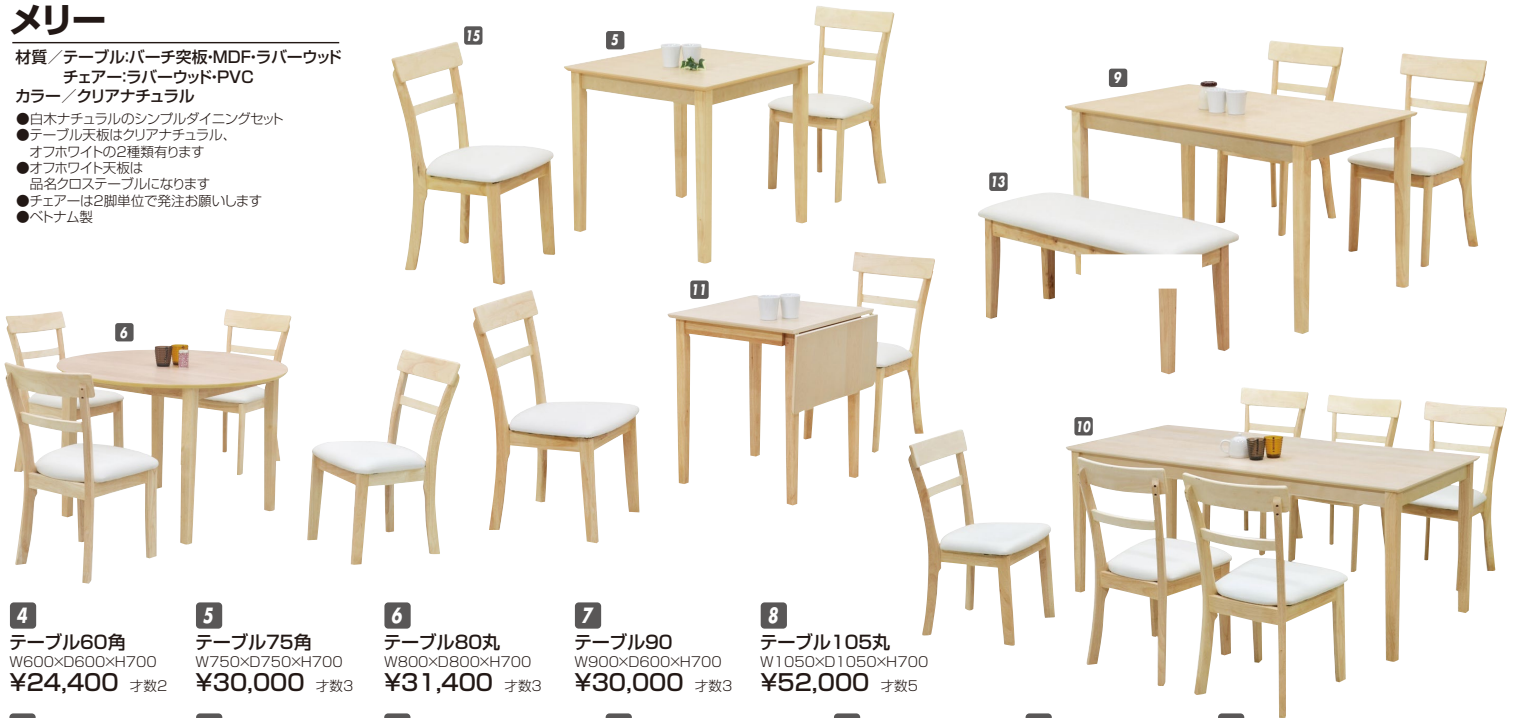 メリー
材質／テーブル:バーチ突板・MDF・ラバーウッド
チェアー:ラバーウッド・PVC
カラー／クリアナチュラル
●白木ナチュラルのシンプルダイニングセット
●テーブル天板はクリアナチュラル、
オフホワイトの2種類有ります
●オフホワイト天板は
品名クロステーブルになります
●チェアーは2脚単位で発注お願いします
●ベトナム製
15
5
9
13
6
11
10
4
テーブル60角
W600×D600×H700
¥24,400 才数2
5
テーブル75角
W750×D750×H700
¥30,000 才数3
6
テーブル80丸
W800×D800×H700
¥31,400 才数3
7
テーブル90
W900×D600×H700
¥30,000 才数3
8
テーブル105丸
W1050×D1050×H700
¥52,000 才数5